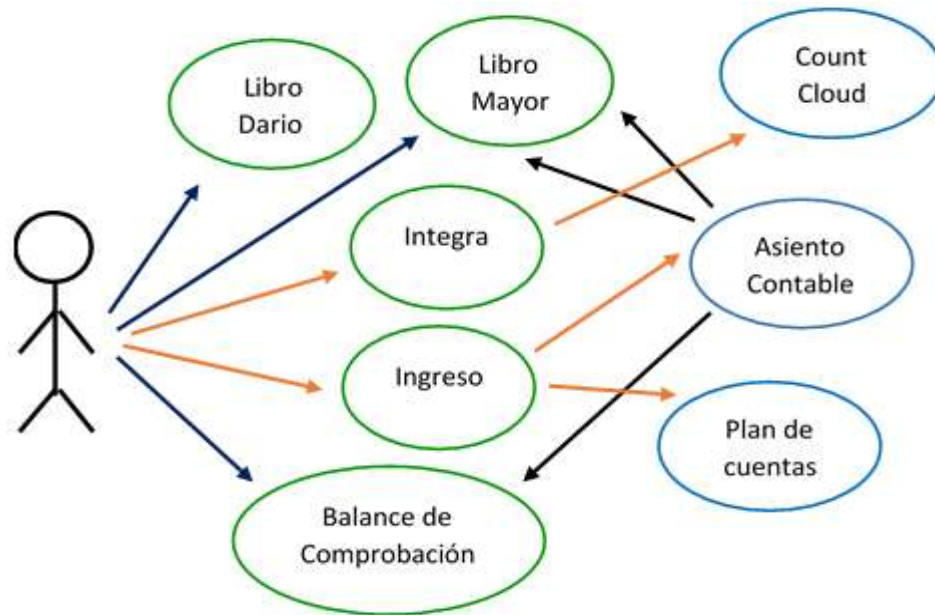 Libro
Dario
Libro
Mayor
Count
Cloud
Integra
Asiento
Contable
Ingreso
Plan de
cuentas
Balance de
Comprobación